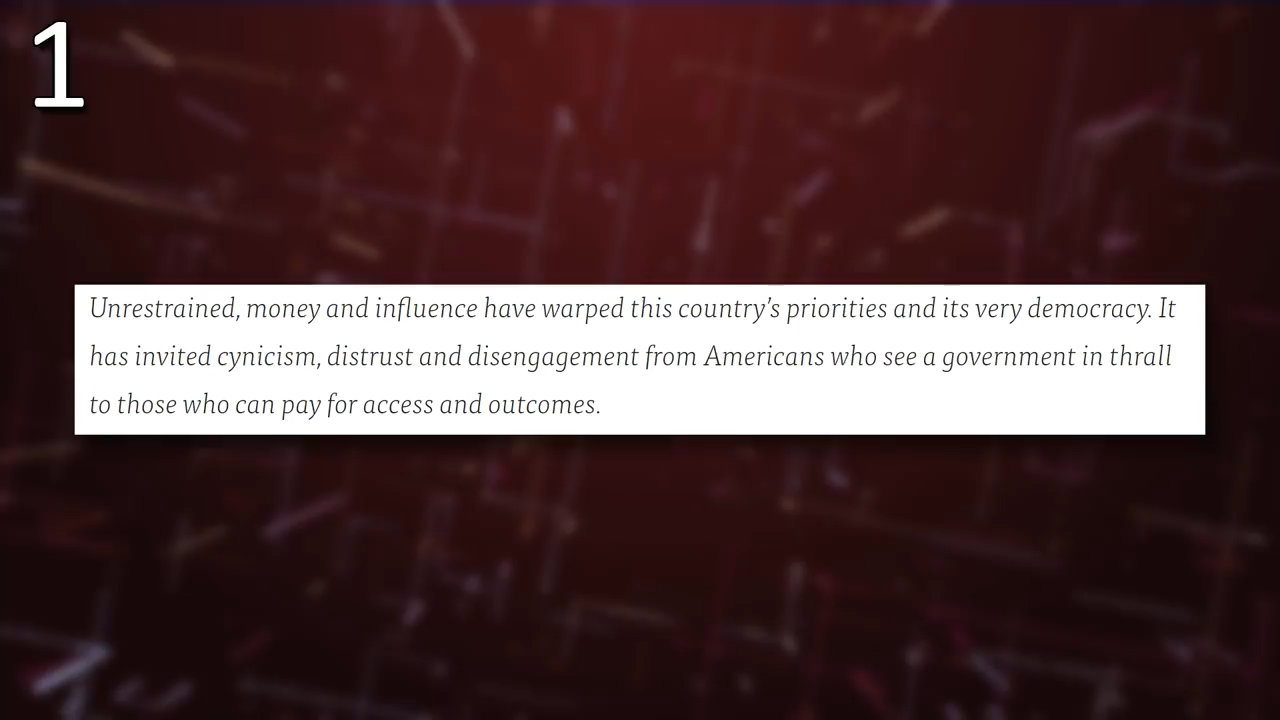 1
Unrestrained, money and influence have warped this country’s priorities and its very democracy. It
has invited cynicism, distrust and disengagement from Americans who see a government in thrall
to those who can pay for access and outcomes.